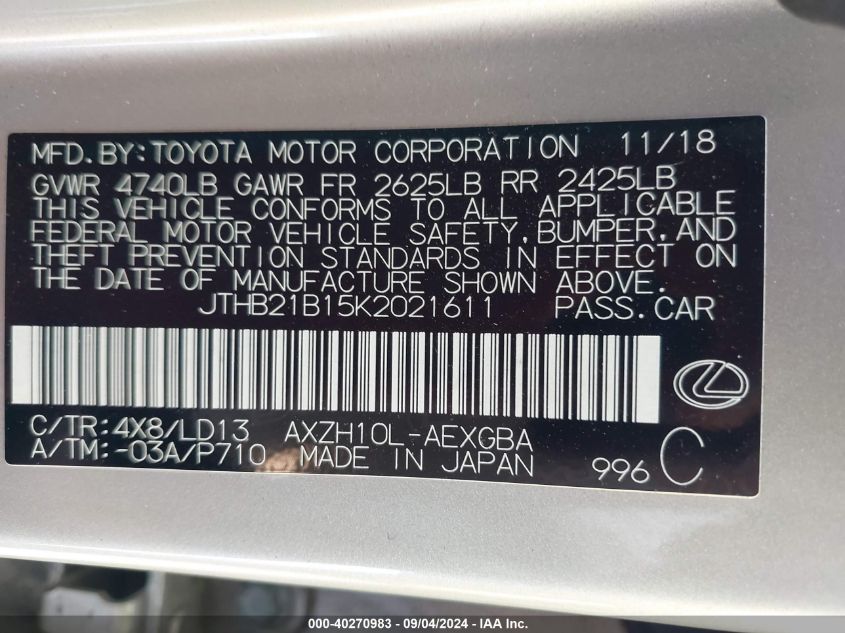 MFD.BY:TOYOTA MOTOR CORPORATION 11/18
GVWR 4740LB GAWR FR 2625LB RR 2425LB
THIS VEHICLE CONFORMS TO ALL APPLICABLE
FEDERAL MOTOR VEHICLE SAFETY,BUMPER,AND
THEFT PREVENTION STANDARDS IN EFFECT ON
THE DATE OF MANUFACTURE SHOWN ABOVE.
JTHB21B15K2021611 PASS.CAR
C/TR:4X8/LD13 AXZH10L-AEXGBA
A/TM:-03A/P710 MADE IN JAPAN 996 C
000-40270983 - 09/04/2024 - IAA Inc.